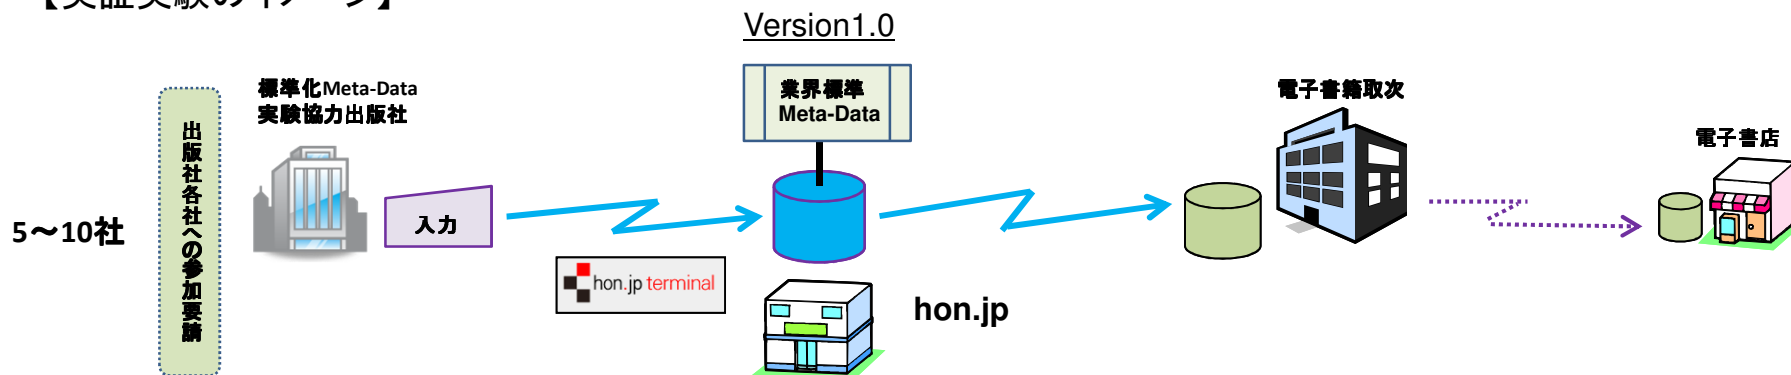 【実証実験のイメージ】
Version1.0
標準化Meta-Data
実験協力出版社
業界標準
Meta-Data
電子書籍取次
電子書店
出版社各社への参加要請
5～10社
入力
hon.jp terminal
hon.jp